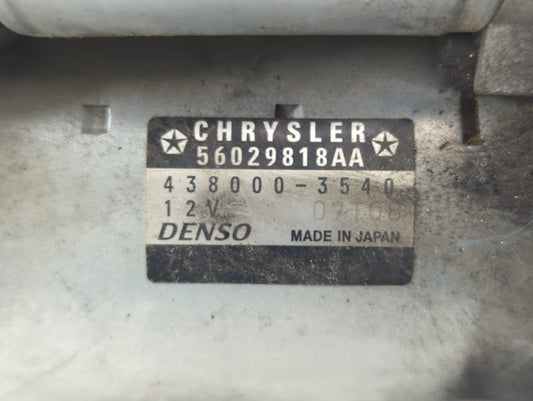 CHRYSLER
56029818AA
438000-3540
12V
DENSO MADE IN JAPAN